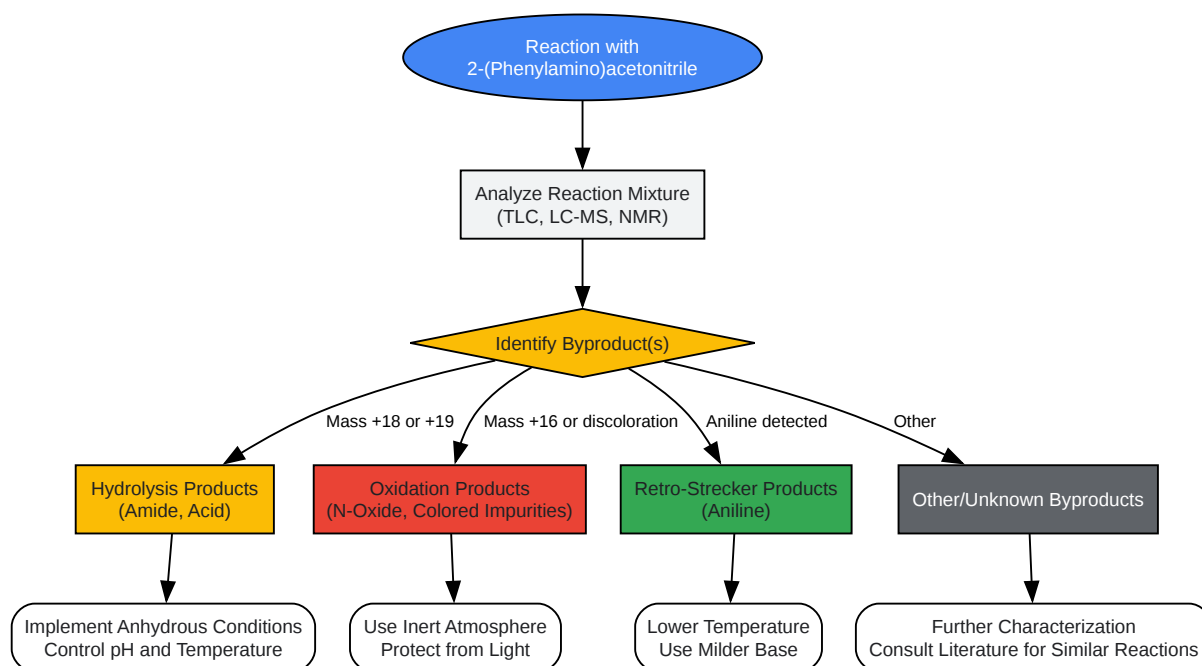 Reaction with
2-(Phenylamino)acetonitrile
Analyze Reaction Mixture
(TLC, LC-MS, NMR)
Identify Byproduct(s)
Mass +18 or +19
Mass +16 or discoloration
Aniline detected
Other
Hydrolysis Products
(Amide, Acid)
Oxidation Products
(N-Oxide, Colored Impurities)
Retro-Strecker Products
(Aniline)
Other/Unknown Byproducts
Implement Anhydrous Conditions
Control pH and Temperature
Use Inert Atmosphere
Protect from Light
Lower Temperature
Use Milder Base
Further Characterization
Consult Literature for Similar Reactions